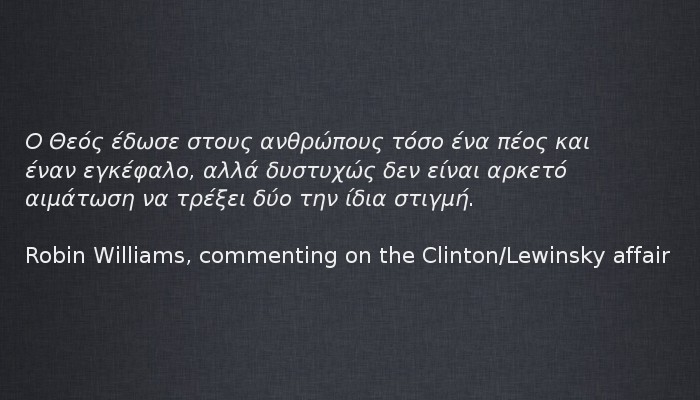 Ο Θεός έδωσε στους ανθρώπους τόσο ένα πέος και
έναν εγκέφαλο, αλλά δυστυχώς δεν είναι αρκετό
αιμάτωση να τρέξει δύο την ίδια στιγμή.
Robin Williams, commenting on the Clinton/Lewinsky affair